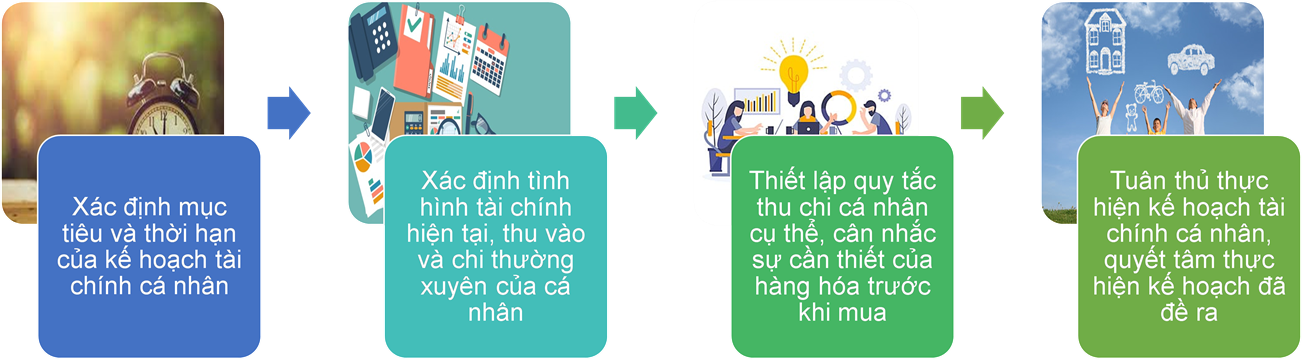 Xác định mục
tiêu và thời hạn
của kế hoạch tài
chính cá nhân
Xác định tình
hình tài chính
hiện tại, thu vào
và chi thường
xuyên của cá
nhân
Thiết lập quy tắc
thu chi cá nhân
cụ thể, cân nhắc
sự cần thiết của
hàng hóa trước
khi mua
Tuân thủ thực
hiện kế hoạch tài
chính cá nhân,
quyết tâm thực
hiện kế hoạch đã
đề ra